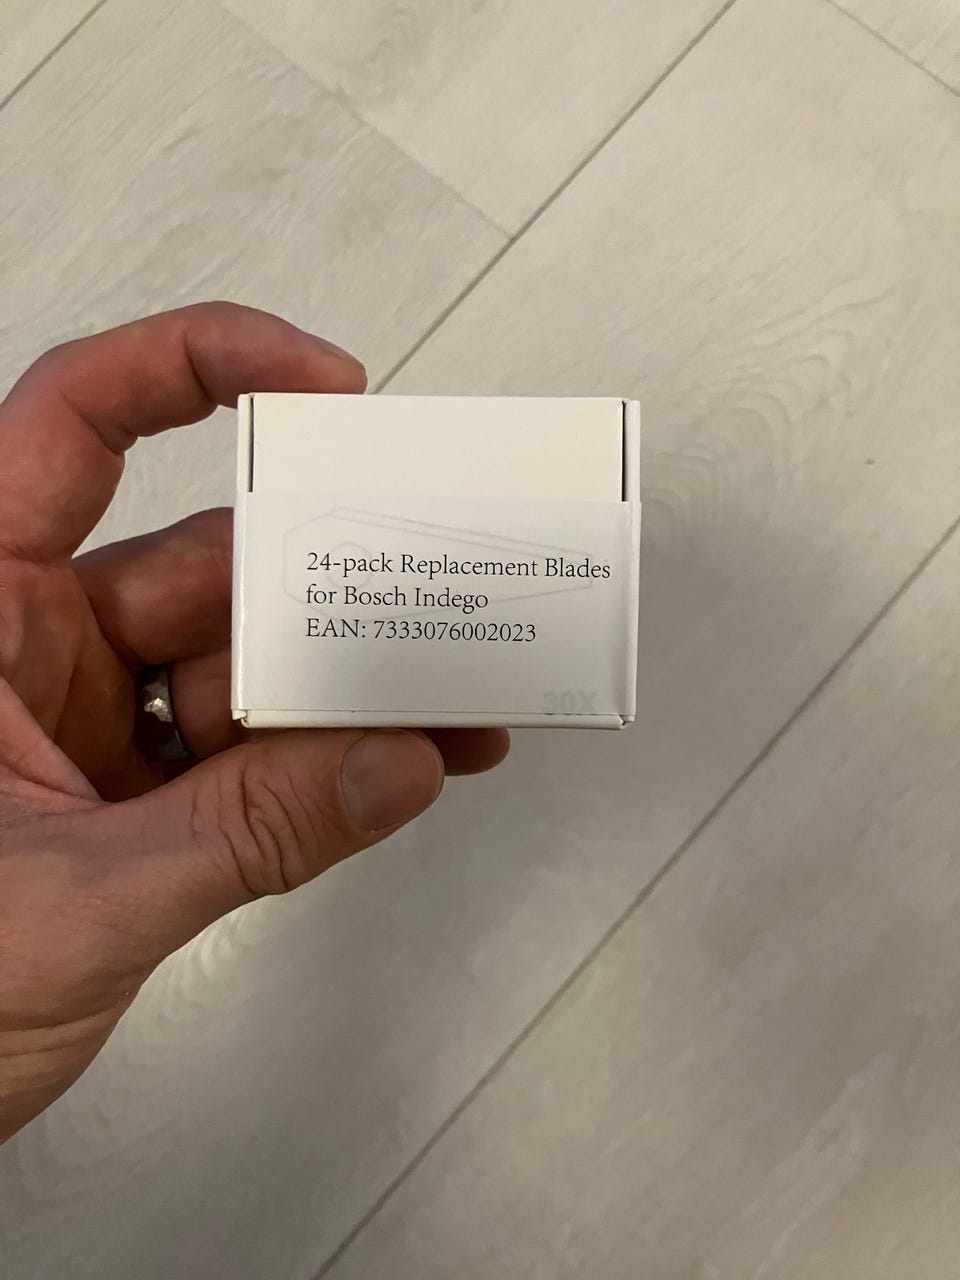 24-pack Replacement Blades
for Bosch Indego
EAN: 7333076002023
30X